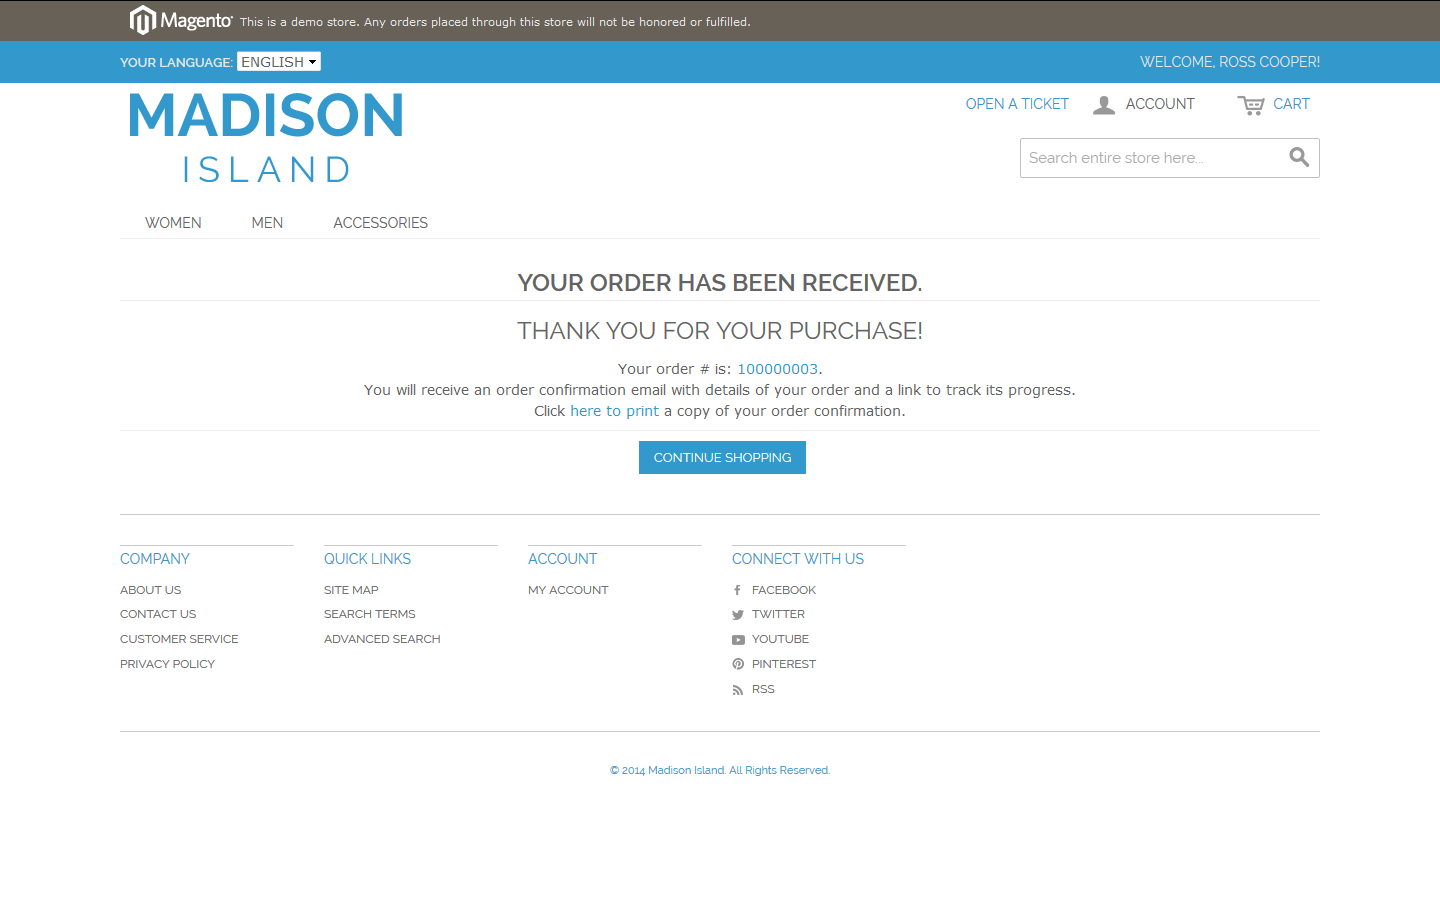 Magento This is a demo store. Any orders placed through this store will not be honored or fulfilled.
YOUR LANGUAGE: ENGLISH
WELCOME, ROSS COOPER!
MADISON
ISLAND
OPEN A TICKET ACCOUNT CART
Search entire store here...
WOMEN MEN ACCESSORIES
YOUR ORDER HAS BEEN RECEIVED.
THANK YOU FOR YOUR PURCHASE!
Your order # is: 100000003.
You will receive an order confirmation email with details of your order and a link to track its progress.
Click here to print a copy of your order confirmation.
CONTINUE SHOPPING
COMPANY
ABOUT US
CONTACT US
CUSTOMER SERVICE
PRIVACY POLICY
QUICK LINKS
SITE MAP
SEARCH TERMS
ADVANCED SEARCH
ACCOUNT
MY ACCOUNT
CONNECT WITH US
FACEBOOK
TWITTER
YOUTUBE
PINTEREST
RSS
© 2014 Madison Island. All Rights Reserved.